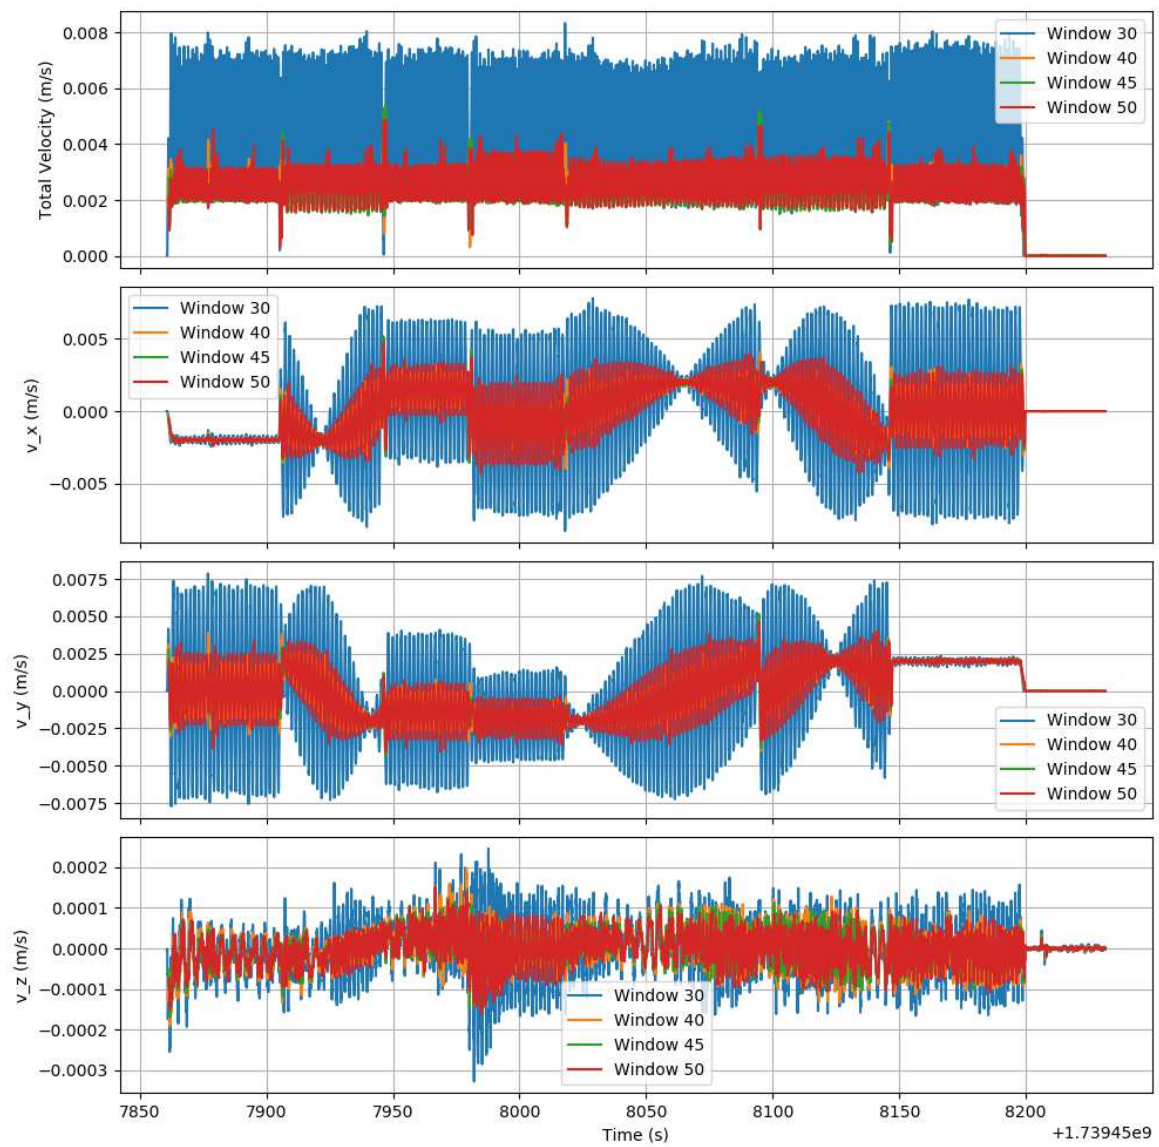 0.008
0.006
0.004
0.002
0.000
Total Velocity (m/s)
Window 30
Window 40
Window 45
Window 50
0.005
0.000
−0.005
v_x (m/s)
Window 30
Window 40
Window 45
Window 50
0.0075
0.0050
0.0025
0.0000
−0.0025
−0.0050
−0.0075
v_y (m/s)
Window 30
Window 40
Window 45
Window 50
0.0002
0.0001
0.0000
−0.0001
−0.0002
−0.0003
v_z (m/s)
Window 30
Window 40
Window 45
Window 50
7850 7900 7950 8000 8050 8100 8150 8200
Time (s)
+1.73945e9